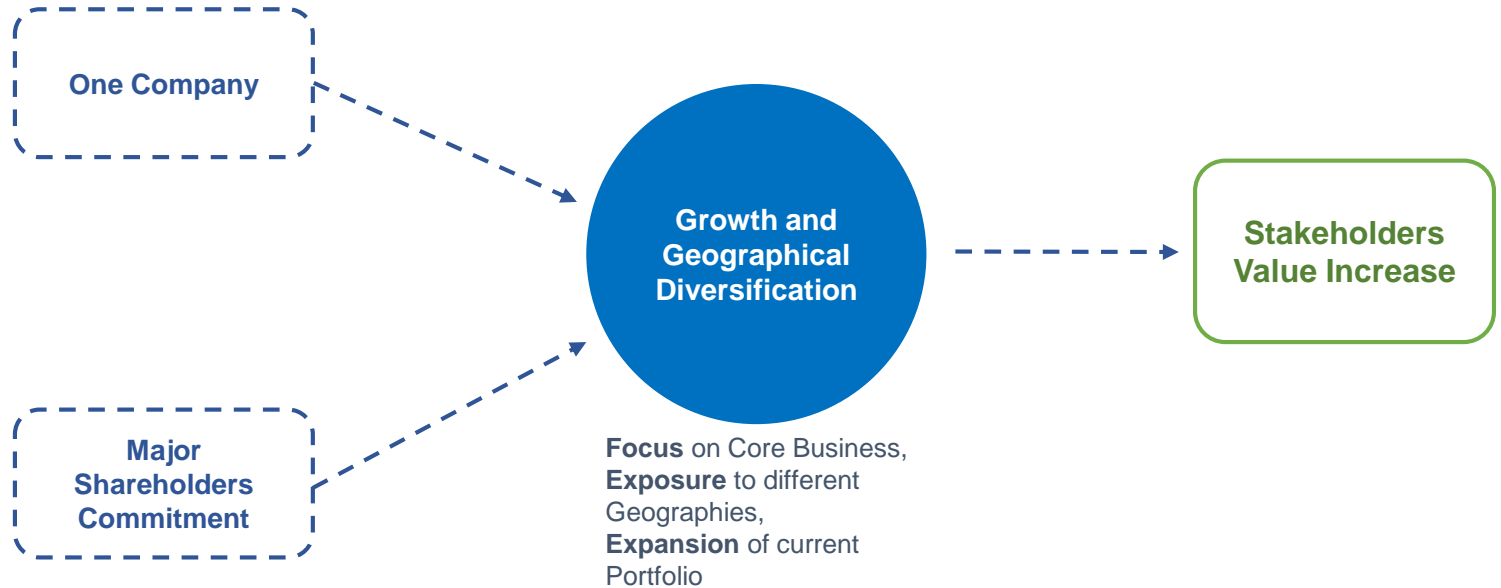 One Company
Major
Shareholders
Commitment
Growth and
Geographical
Diversification
Focus on Core Business,
Exposure to different
Geographies,
Expansion of current
Portfolio
Stakeholders
Value Increase